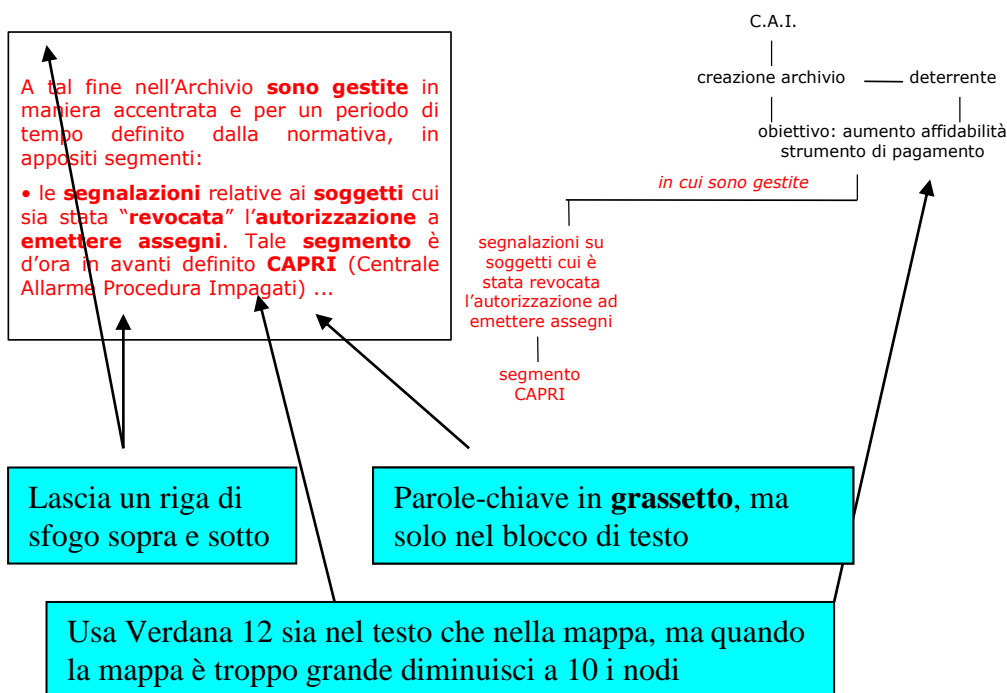 A tal fine nell'Archivio sono gestite in
maniera accentrata e per un periodo di
tempo definito dalla normativa, in
appositi segmenti:
• le segnalazioni relative ai soggetti cui
sia stata “revocata” l'autorizzazione a
emettere assegni. Tale segmento è
d'ora in avanti definito CAPRI (Centrale
Allarme Procedura Impagati) ...
C.A.I.
creazione archivio
deterrente
obiettivo: aumento affidabilità
strumento di pagamento
in cui sono gestite
segnalazioni su
soggetti cui è
stata revocata
l'autorizzazione ad
emettere assegni
segmento
CAPRI
Lascia un riga di
sfogo sopra e sotto
Parole-chiave in grassetto, ma
solo nel blocco di testo
Usa Verdana 12 sia nel testo che nella mappa, ma quando
la mappa è troppo grande diminuisci a 10 i nodi